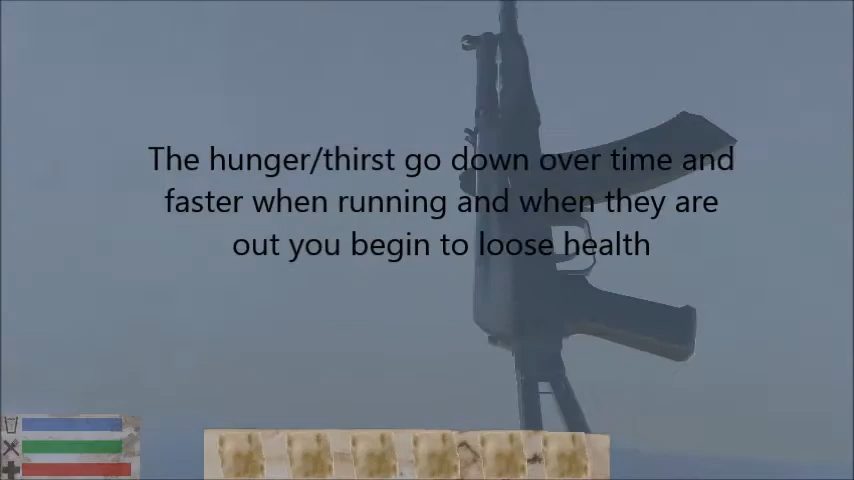 The hunger/thirst go down over time and
faster when running and when they are
out you begin to loose health